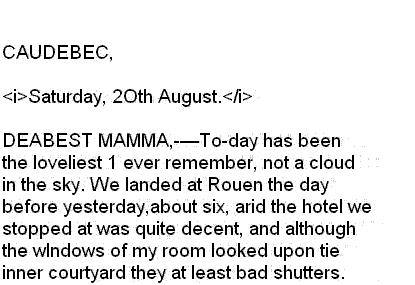 CAUDEBEC,
<i>Saturday, 2Oth August.</i>
DEABEST MAMMA,-—To-day has been
the loveliest 1 ever remember, not a cloud
in the sky. We landed at Rouen the day
before yesterday,about six, arid the hotel we
stopped at was quite decent, and although
the wIndows of my room looked upon tie
inner courtyard they at least bad shutters.